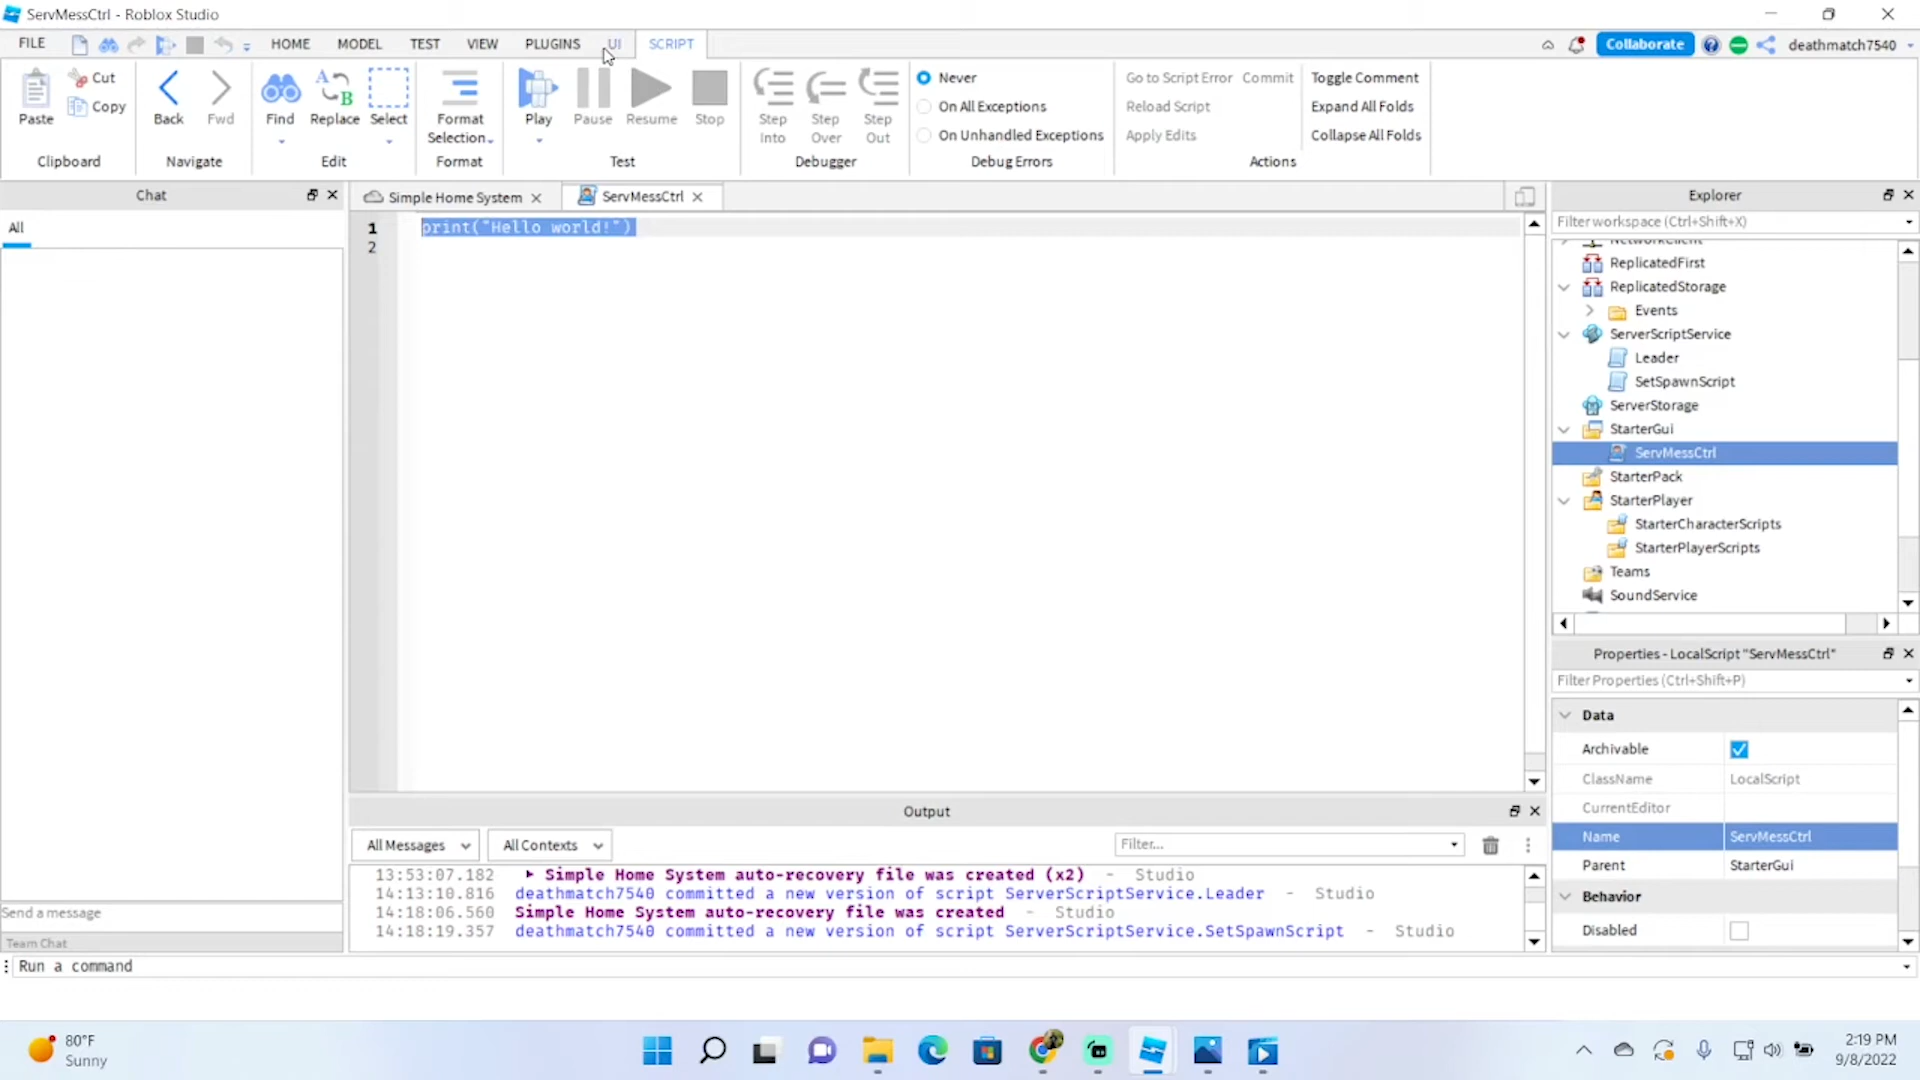 ServMessCtrl - Roblox Studio
FILE HOME MODEL TEST VIEW PLUGINS UI SCRIPT Collaborate deathmatch7540
Paste Cut Copy Clipboard
Back Fwd Navigate
Find Replace Select Edit
Format Selection Format
Play Pause Resume Stop Test
Step Into Step Over Step Out Debugger
Never
On All Exceptions
On Unhandled Exceptions
Debug Errors
Go to Script Error Commit Toggle Comment
Reload Script Expand All Folds
Apply Edits Collapse All Folds
Actions
Chat
All
Send a message
Team Chat
Simple Home System ServMessCtrl
1 print("Hello world!")
2
Output
All Messages All Contexts Filter...
13:53:07.182 Simple Home System auto-recovery file was created (x2) - Studio
14:13:10.816 deathmatch7540 committed a new version of script ServerScriptService.Leader - Studio
14:18:06.560 Simple Home System auto-recovery file was created - Studio
14:18:19.357 deathmatch7540 committed a new version of script ServerScriptService.SetSpawnScript - Studio
Run a command
Explorer
Filter workspace (Ctrl+Shift+X)
NetworkClient
ReplicatedFirst
ReplicatedStorage
Events
ServerScriptService
Leader
SetSpawnScript
ServerStorage
StarterGui
ServMessCtrl
StarterPack
StarterPlayer
StarterCharacterScripts
StarterPlayerScripts
Teams
SoundService
Properties - LocalScript "ServMessCtrl"
Filter Properties (Ctrl+Shift+P)
Data
Archivable
ClassName LocalScript
CurrentEditor
Name ServMessCtrl
Parent StarterGui
Behavior
Disabled
80°F
Sunny
2:19 PM
9/8/2022